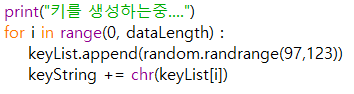 print("키를 생성하는중....")
for i in range(0, dataLength) :
    keyList.append(random.randrange(97,123))
    keyString += chr(keyList[i])